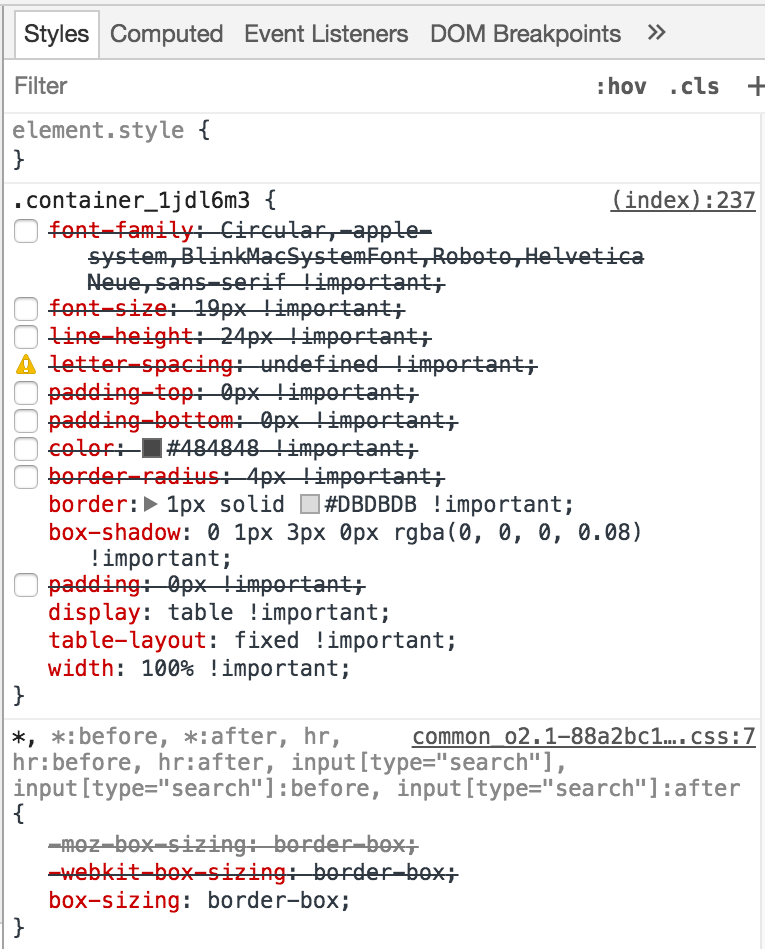 Styles Computed Event Listeners DOM Breakpoints »
Filter :hov .cls +
element.style {
}
.container_1jdl6m3 { (index):237
font-family: Circular,-apple-
system,BlinkMacSystemFont,Roboto,Helvetica
Neue,sans-serif !important;
font-size: 19px !important;
line-height: 24px !important;
letter-spacing: undefined !important;
padding-top: 0px !important;
padding-bottom: 0px !important;
color: #484848 !important;
border-radius: 4px !important;
border: 1px solid #DBDBDB !important;
box-shadow: 0 1px 3px 0px rgba(0, 0, 0, 0.08)
!important;
padding: 0px !important;
display: table !important;
table-layout: fixed !important;
width: 100% !important;
}
*, *:before, *:after, hr, common_o2.1-88a2bc1….css:7
hr:before, hr:after, input[type="search"],
input[type="search"]:before, input[type="search"]:after
{
-moz-box-sizing: border-box;
-webkit-box-sizing: border-box;
box-sizing: border-box;
}